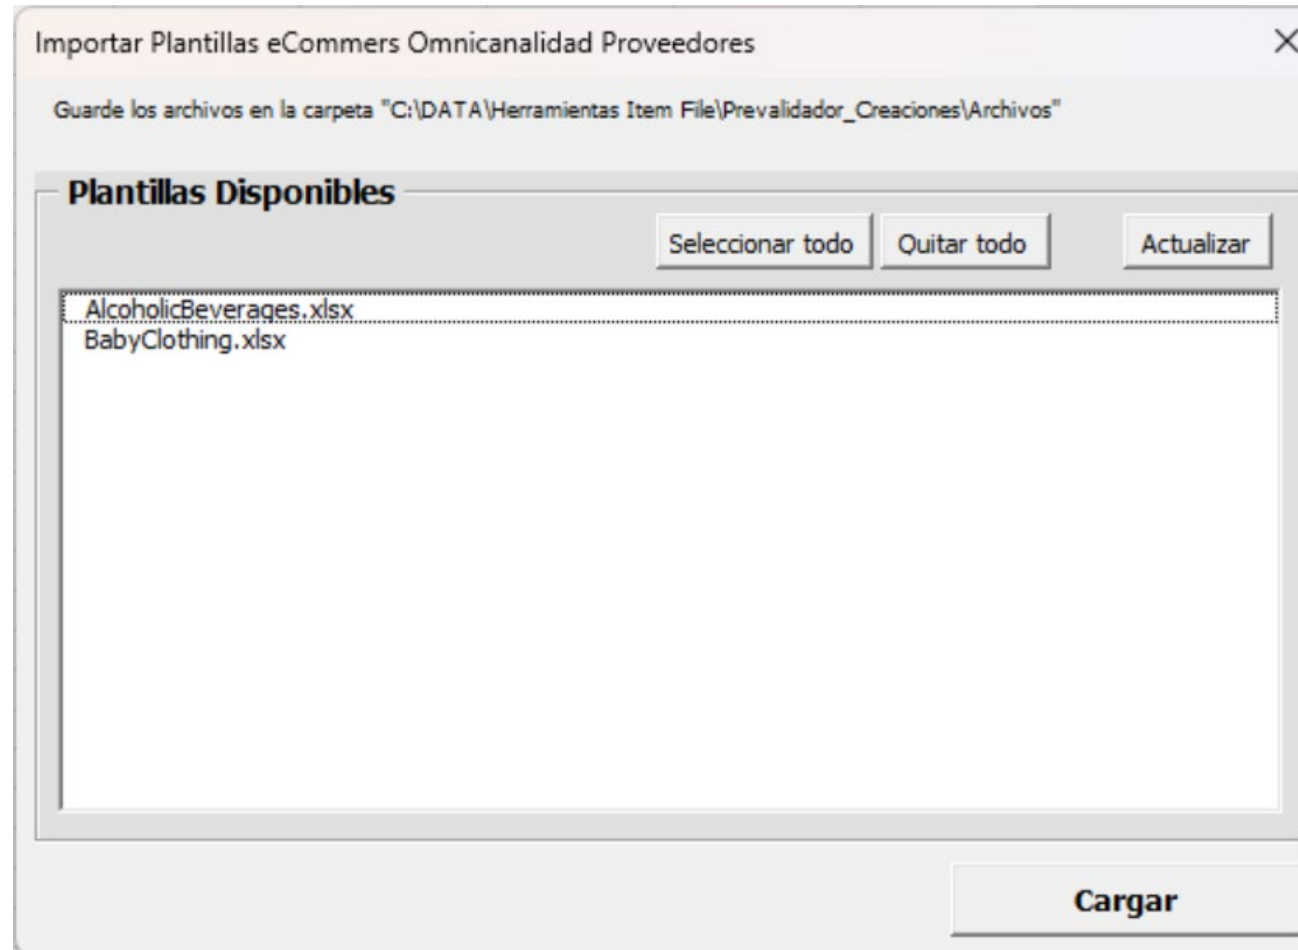 Importar Plantillas eCommers Omnicanalidad Proveedores
Guarde los archivos en la carpeta "C:\DATA\Herramientas Item File\Prevalidador_Creaciones\Archivos"
Plantillas Disponibles
Seleccionar todo Quitar todo Actualizar
AlcoholicBeverages.xlsx
BabyClothing.xlsx
Cargar